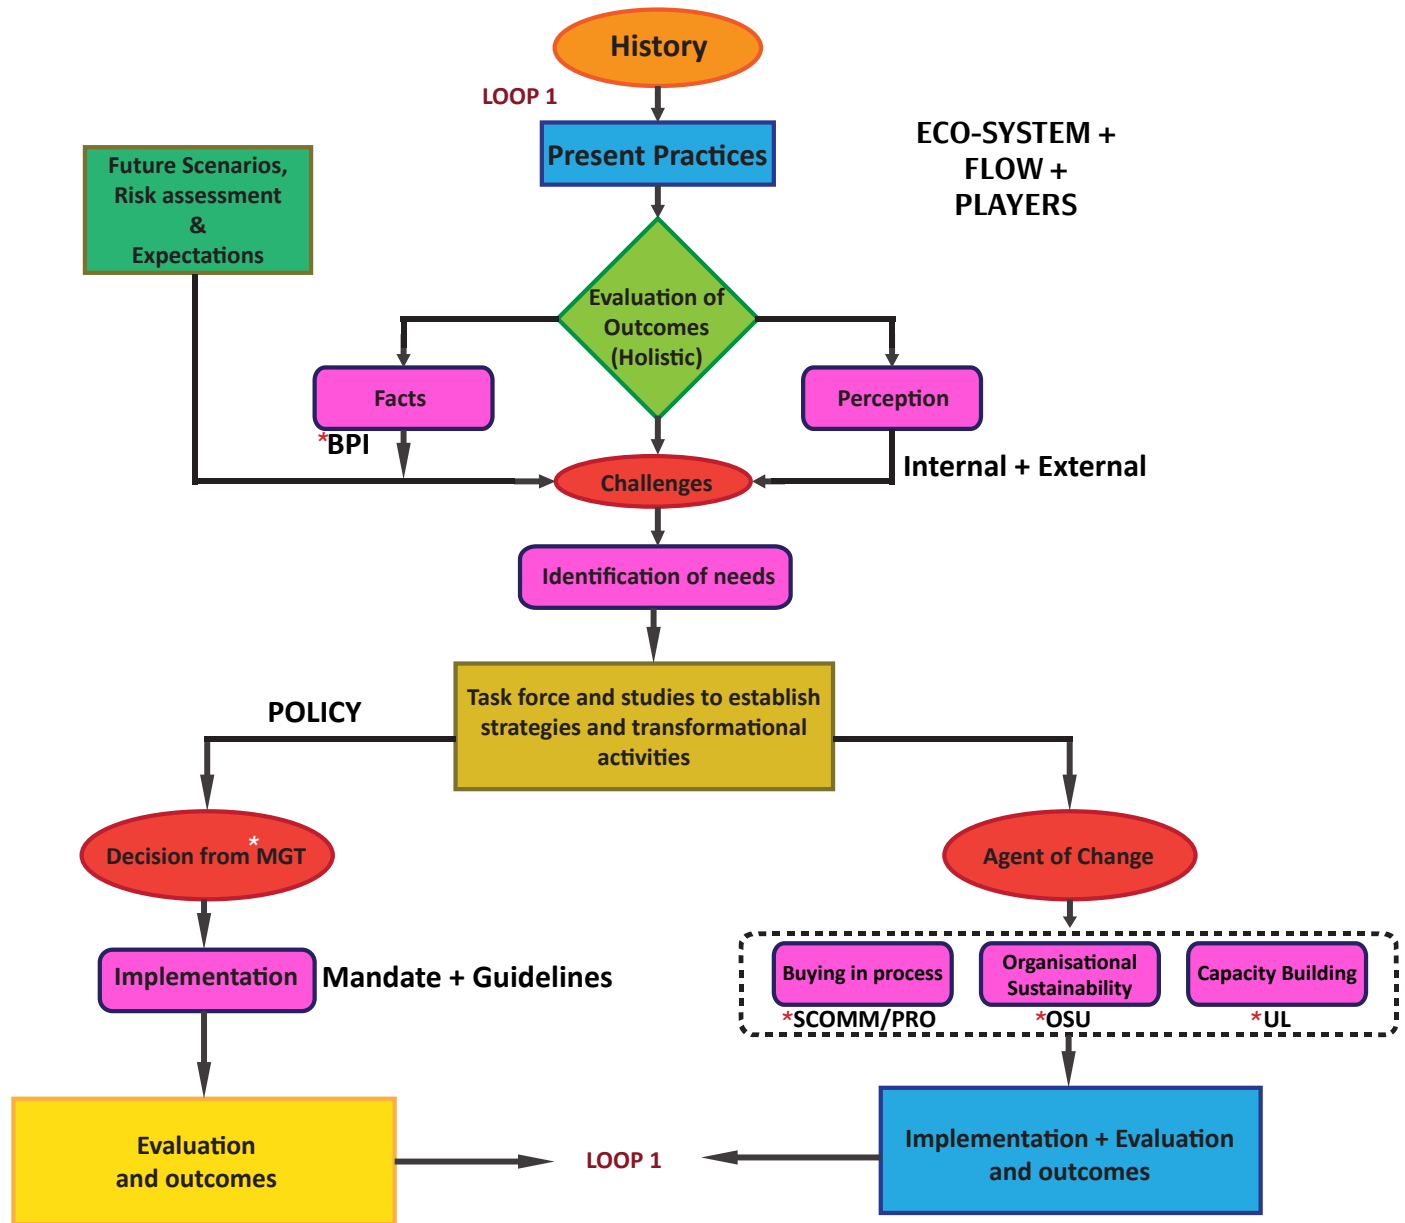 History
LOOP 1
Present Practices
ECO-SYSTEM +
FLOW +
PLAYERS
Future Scenarios,
Risk assessment
&
Expectations
Evaluation of
Outcomes
(Holistic)
Facts
*BPI
Perception
Internal + External
Challenges
Identification of needs
Task force and studies to establish
strategies and transformational
activities
POLICY
Decision from *MGT
Agent of Change
Implementation
Mandate + Guidelines
Buying in process
*SCOMM/PRO
Organisational
Sustainability
*OSU
Capacity Building
*UL
Evaluation
and outcomes
LOOP 1
Implementation + Evaluation
and outcomes